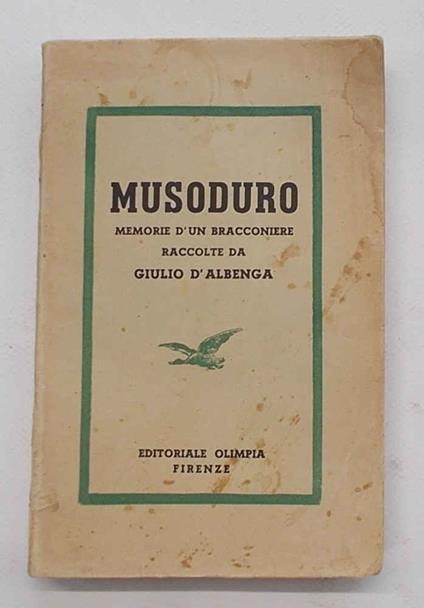 MUSODURO
MEMORIE D'UN BRACCONIERE
RACCOLTE DA
GIULIO D'ALBENGA
EDITORIALE OLIMPIA
FIRENZE